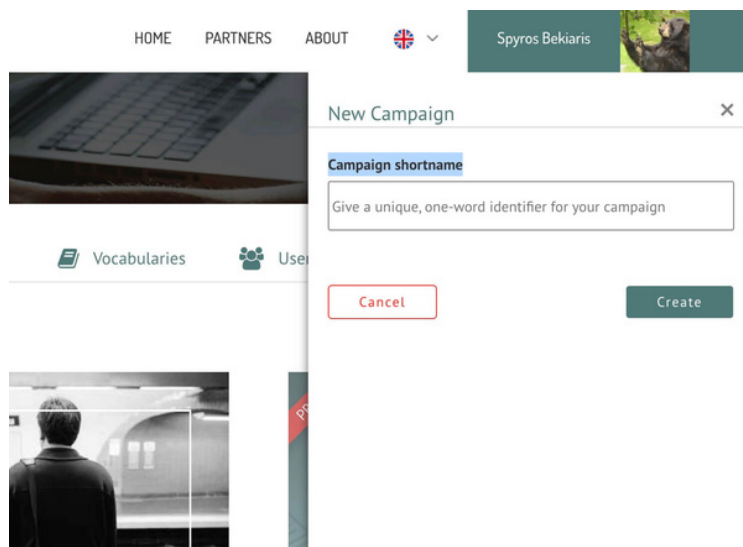 HOME PARTNERS ABOUT Spyros Bekiaris
New Campaign
Campaign shortname
Give a unique, one-word identifier for your campaign
Vocabularies
Cancel Create